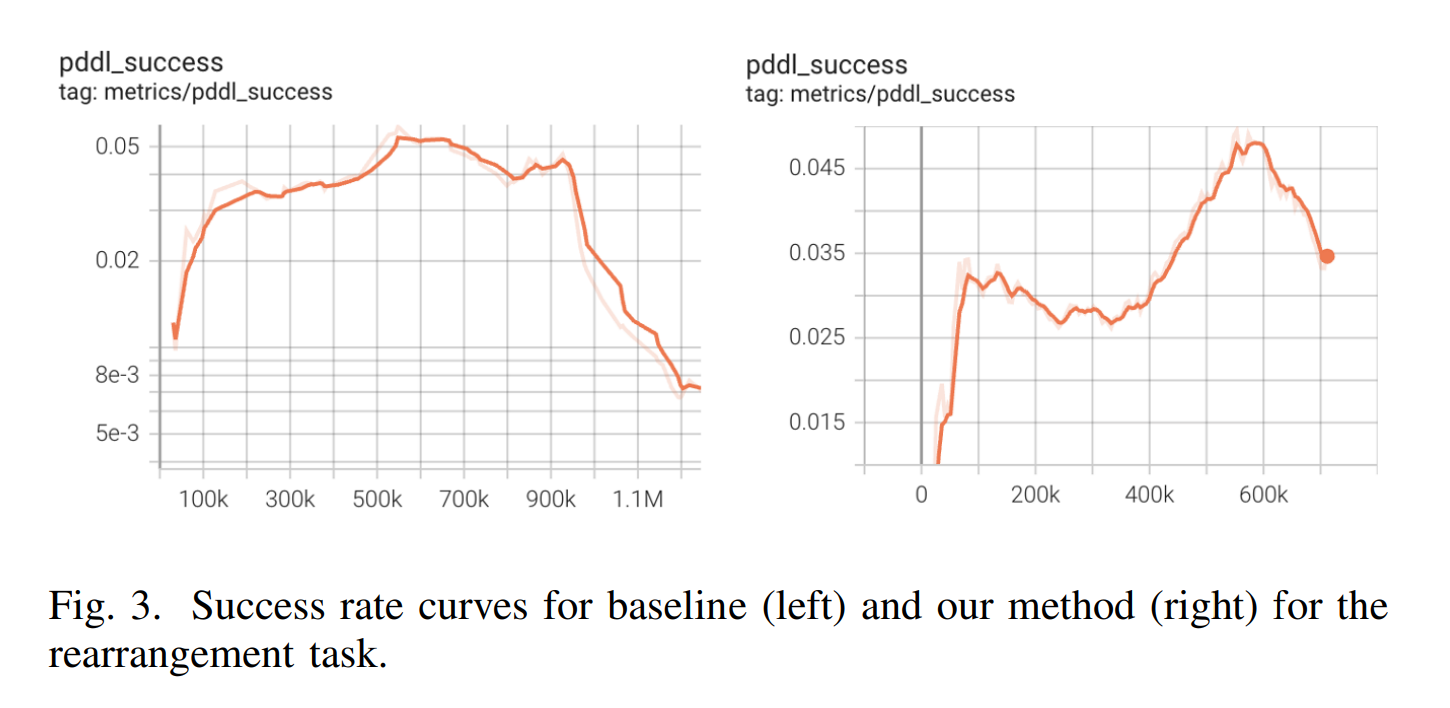 pddl_success
tag: metrics/pddl_success
0.05
0.02
8e-3
5e-3
100k 300k 500k 700k 900k 1.1M
pddl_success
tag: metrics/pddl_success
0.045
0.035
0.025
0.015
0 200k 400k 600k
Fig. 3. Success rate curves for baseline (left) and our method (right) for the
rearrangement task.